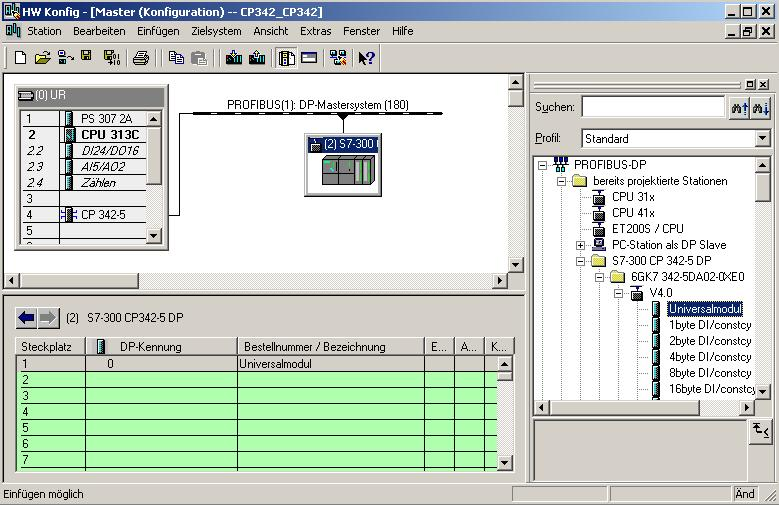 HW Konfig - [Master (Konfiguration) -- CP342_CP342]
Station Bearbeiten Einfügen Zielsystem Ansicht Extras Fenster Hilfe
(0) UR
1 PS 307 2A
2 CPU 313C
2.2 DI24/DO16
2.3 AI5/AO2
2.4 Zählen
3
4 CP 342-5
5
PROFIBUS(1): DP-Mastersystem (180)
(2) S7-300
Suchen:
Profil: Standard
PROFIBUS-DP
bereits projektierte Stationen
CPU 31x
CPU 41x
ET200S / CPU
PC-Station als DP Slave
S7-300 CP 342-5 DP
6GK7 342-5DA02-0XE0
V4.0
Universalmodul
1byte DI/constcy
2byte DI/constcy
4byte DI/constcy
8byte DI/constcy
16byte DI/constcy
(2) S7-300 CP342-5 DP
Steckplatz DP-Kennung Bestellnummer / Bezeichnung E... A... K...
1 0 Universalmodul
2
3
4
5
6
7
Einfügen möglich
Änd